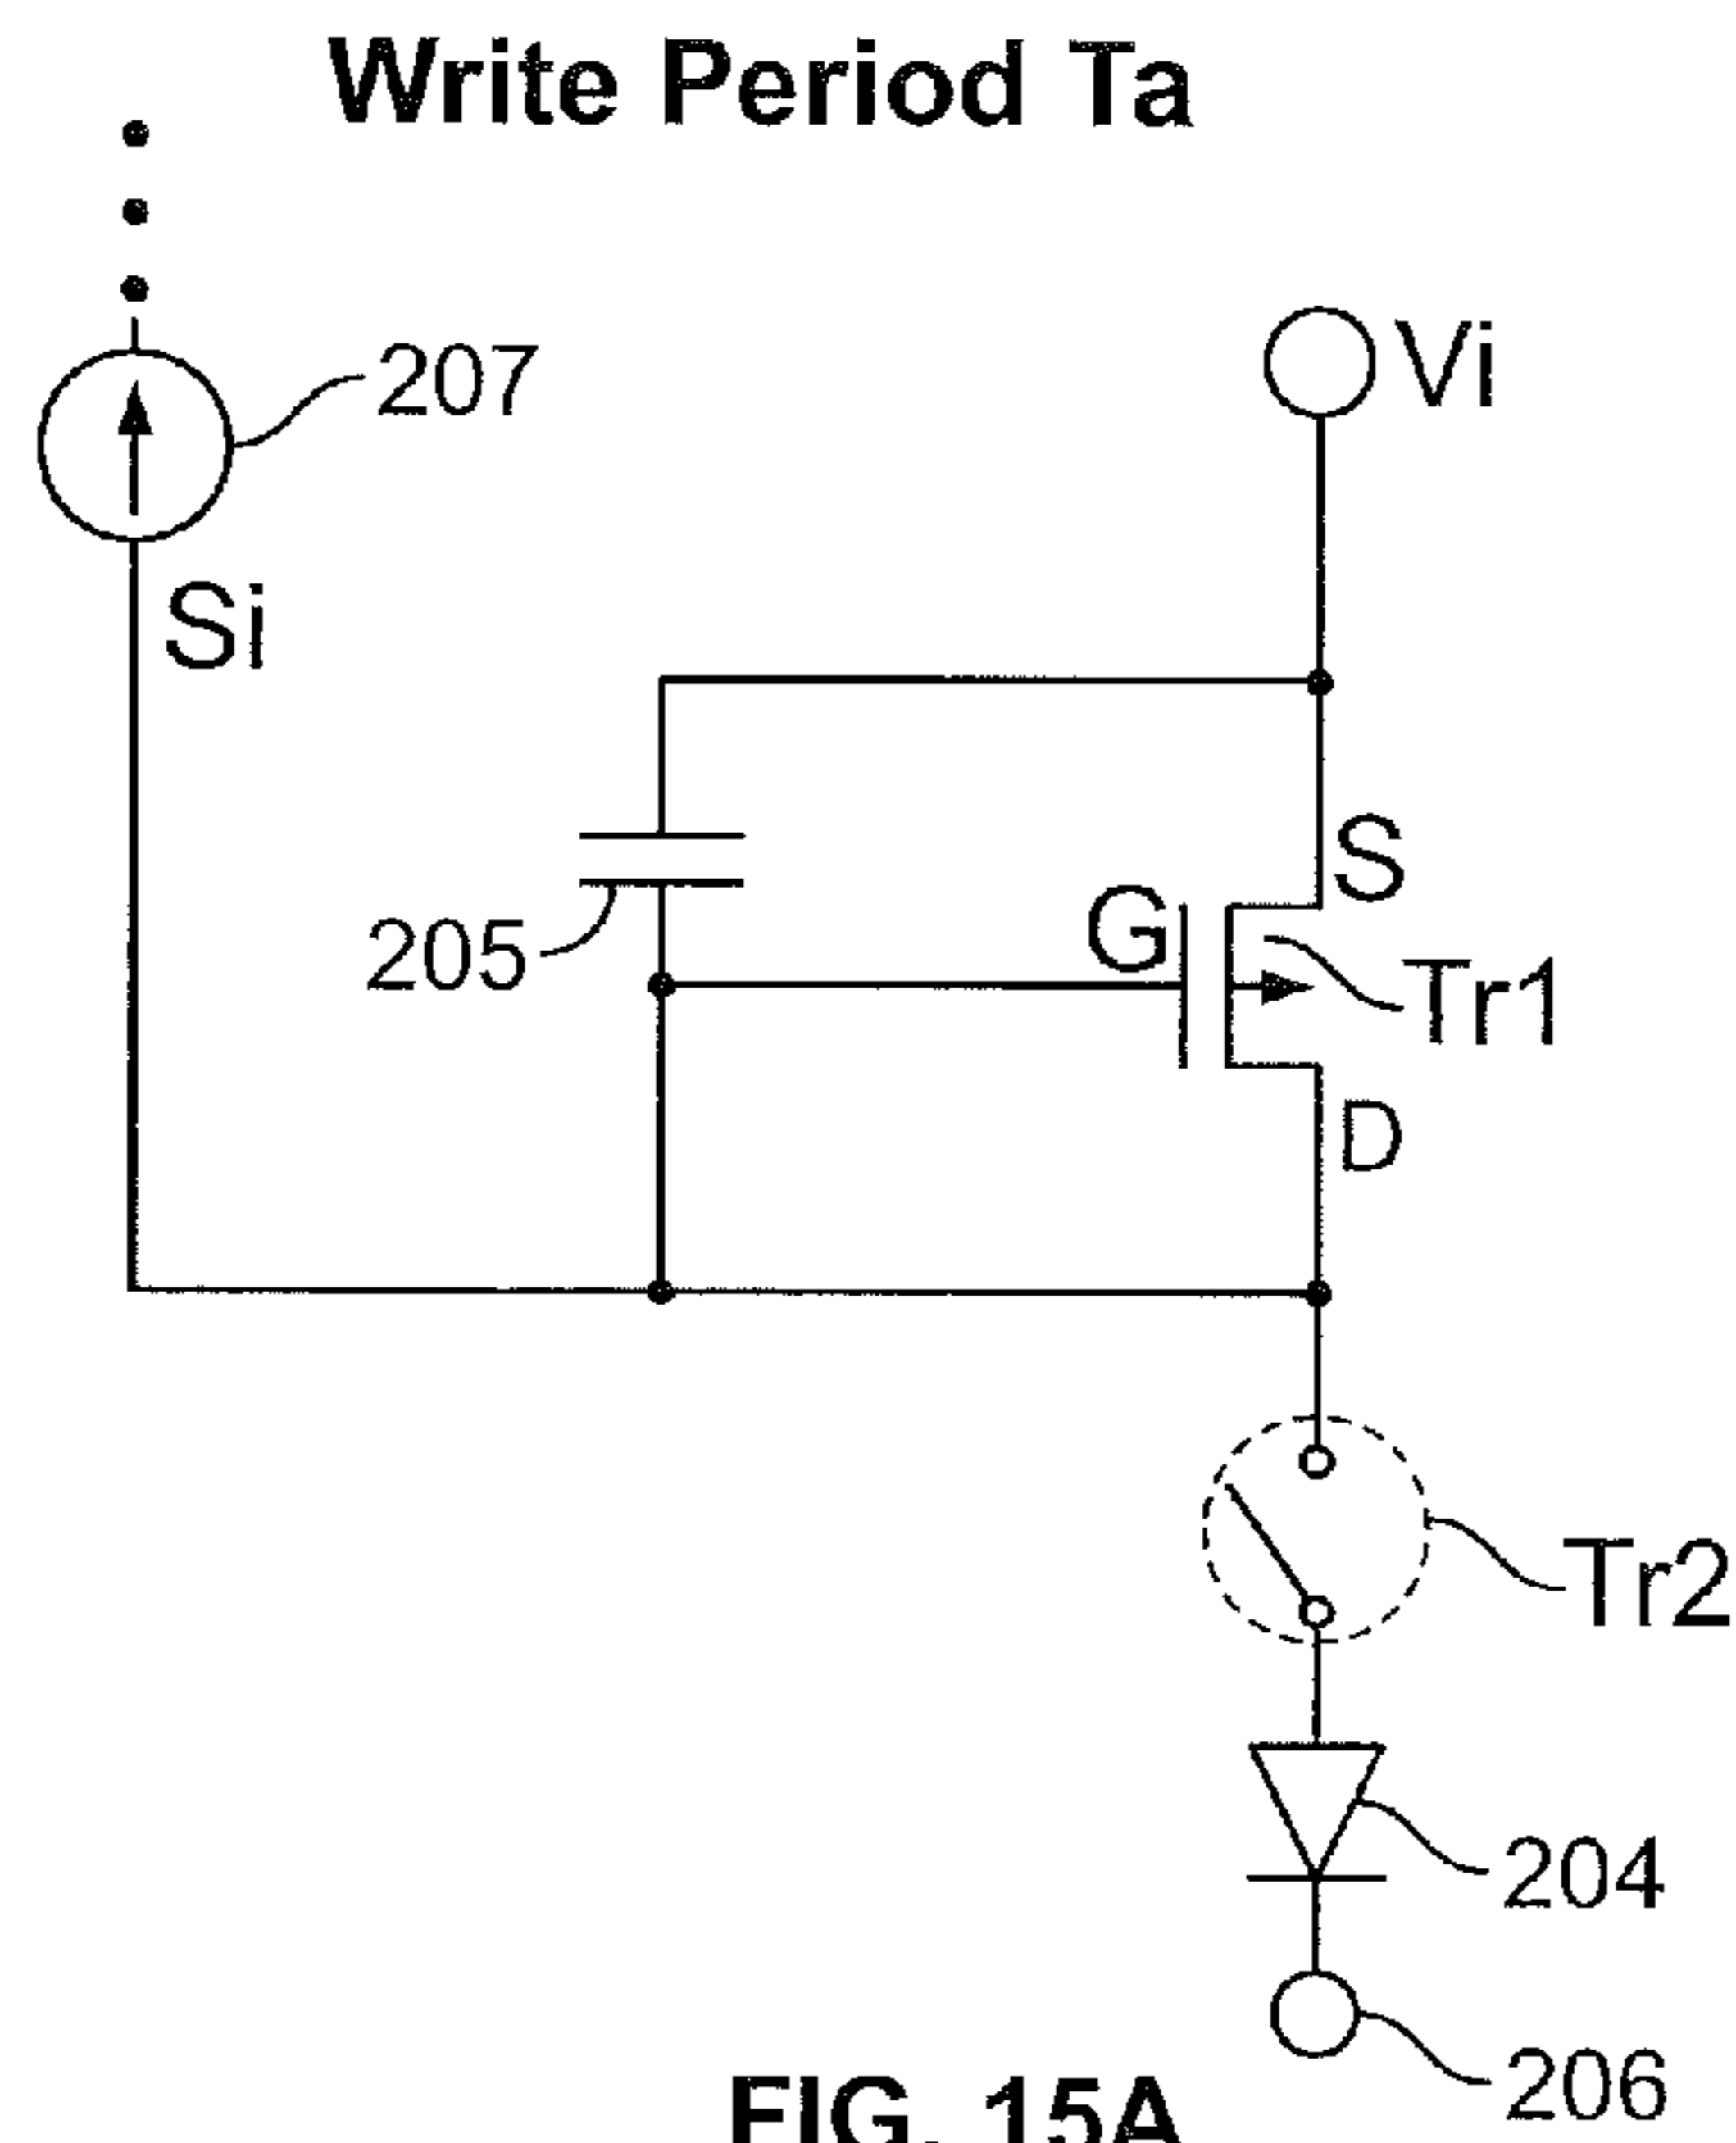 Write Period Ta
207
Vi
Si
S
G
205
Tr1
D
Tr2
204
206
FIG. 15A